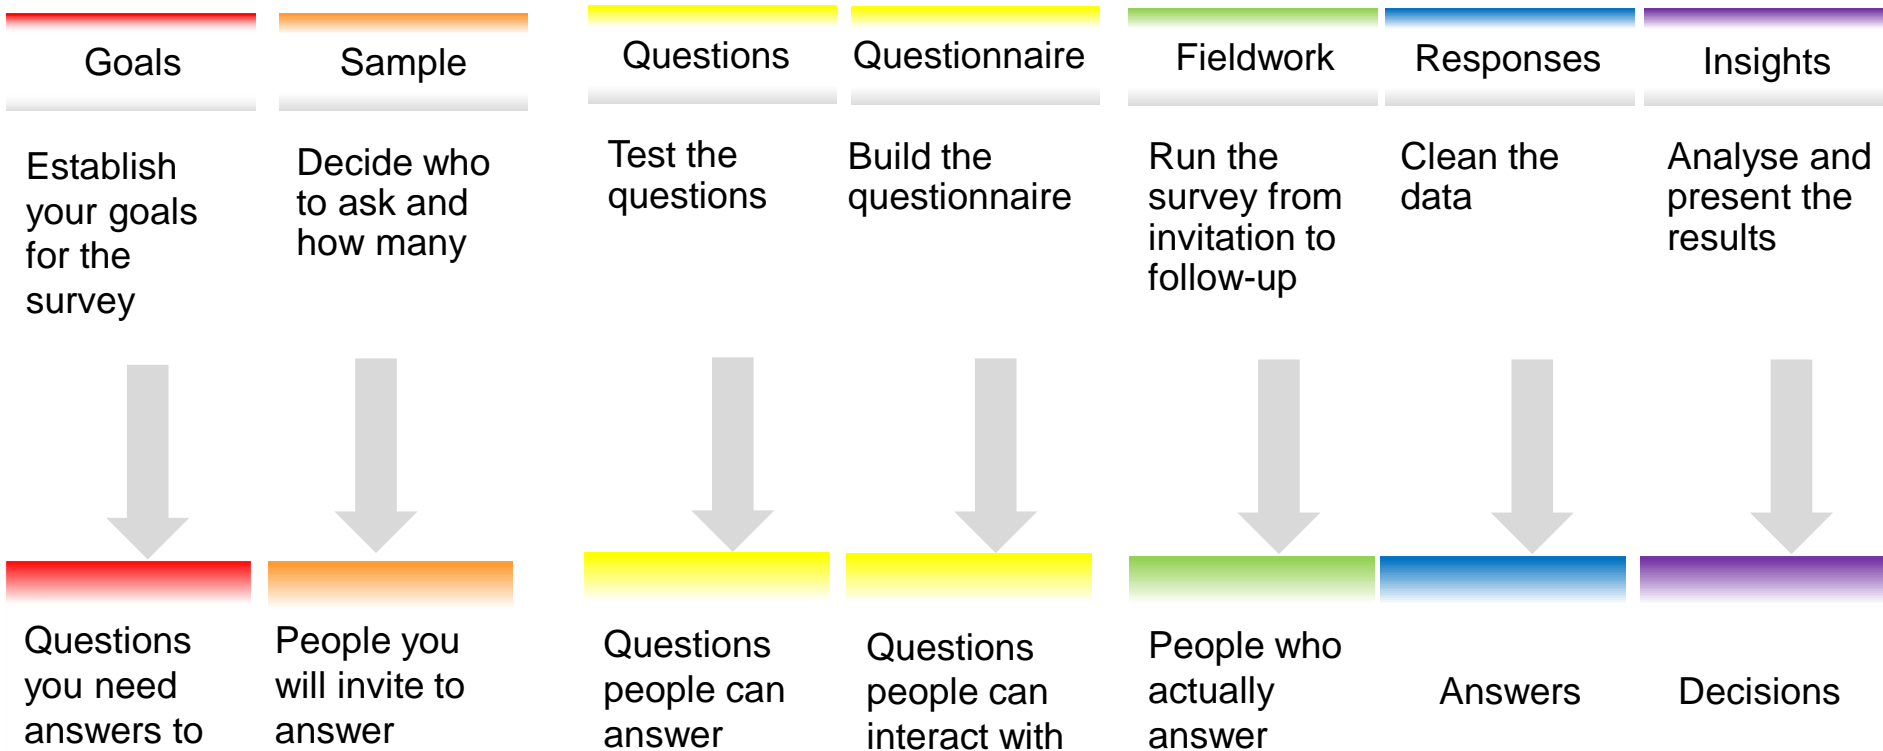 Goals
Sample
Questions
Questionnaire
Fieldwork
Responses
Insights
Establish
your goals
for the
survey
Decide who
to ask and
how many
Test the
questions
Build the
questionnaire
Run the
survey from
invitation to
follow-up
Clean the
data
Analyse and
present the
results
Questions
you need
answers to
People you
will invite to
answer
Questions
people can
answer
Questions
people can
interact with
People who
actually
answer
Answers
Decisions